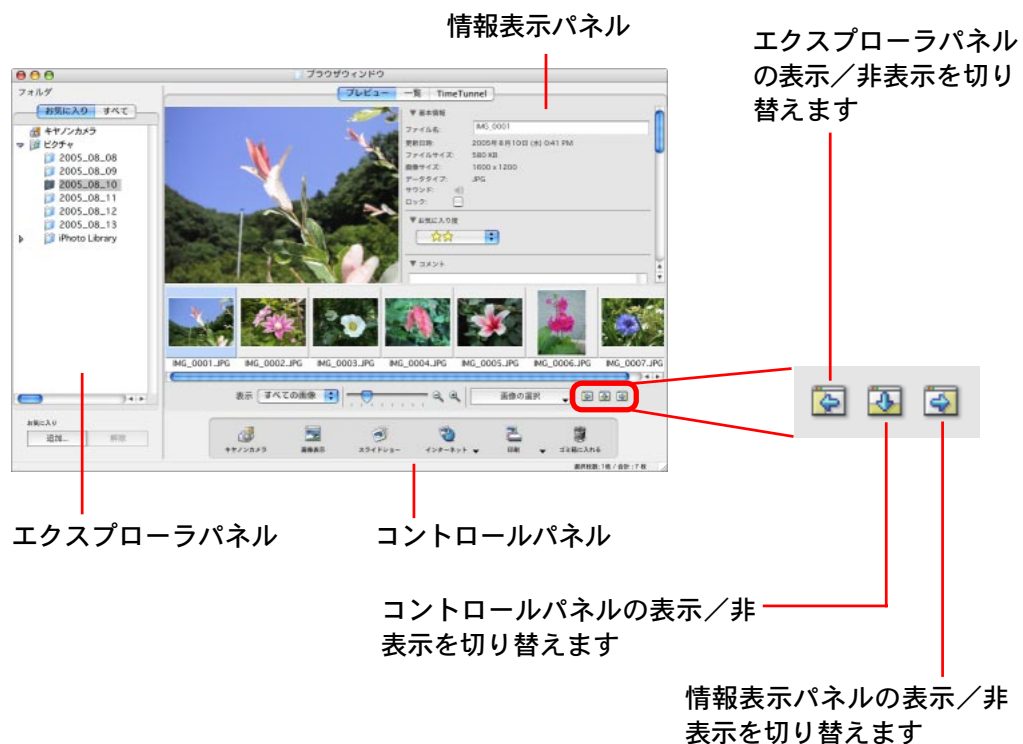 情報表示パネル
エクスプローラパネル
の表示／非表示を切り
替えます
ブラウザウィンドウ
フォルダ
プレビュー 一覧 TimeTunnel
お気に入り すべて
キヤノンカメラ
ピクチャ
2005_08_08
2005_08_09
2005_08_10
2005_08_11
2005_08_12
2005_08_13
iPhoto Library
▼ 基本情報
ファイル名: IMG_0001
更新日時: 2005年 8月 10日 (水) 0:41 PM
ファイルサイズ: 580 KB
画像サイズ: 1600 x 1200
データタイプ: JPG
サウンド:
ロック:
▼ お気に入り度
▼ コメント
IMG_0001.JPG IMG_0002.JPG IMG_0003.JPG IMG_0004.JPG IMG_0005.JPG IMG_0006.JPG IMG_0007.JPG
表示 すべての画像 画像の選択
お気に入り
追加... 解除
キヤノンカメラ 画像表示 スライドショー インターネット 印刷 ゴミ箱に入れる
選択枚数: 1枚 / 合計 : 7 枚
エクスプローラパネル
コントロールパネル
コントロールパネルの表示／非
表示を切り替えます
情報表示パネルの表示／非
表示を切り替えます